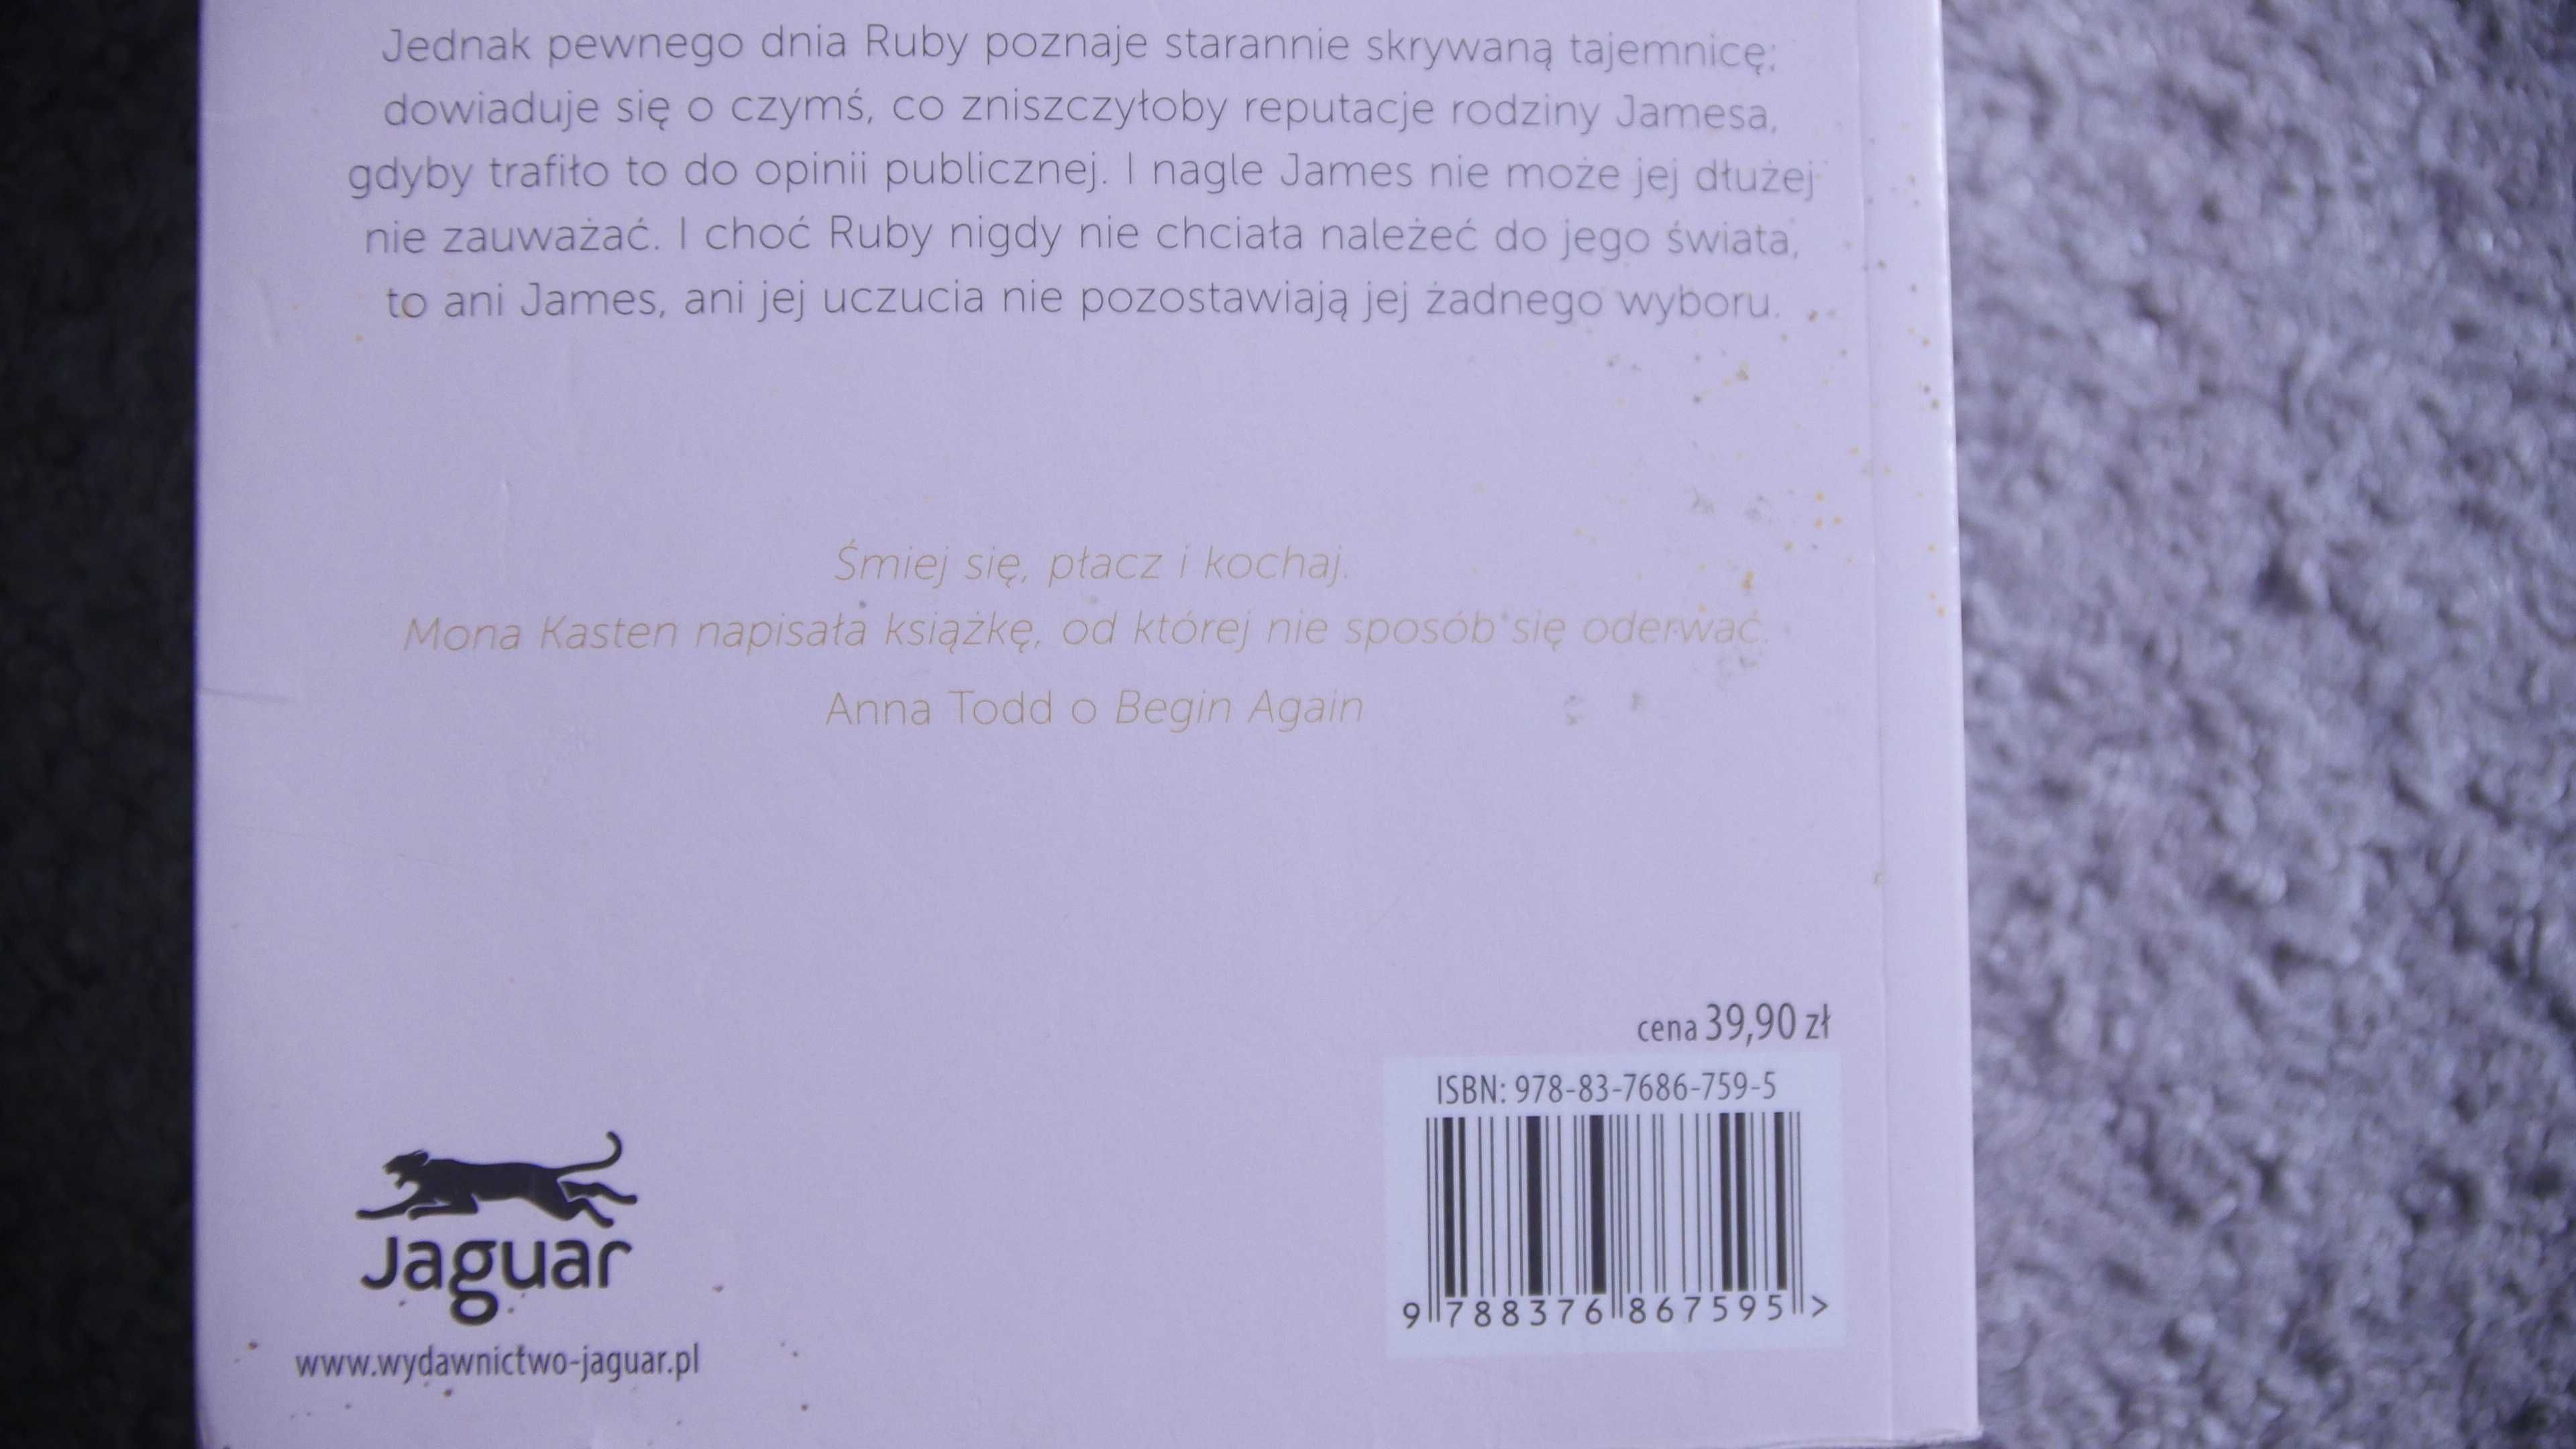 Jednak pewnego dnia Ruby poznaje starannie skrywaną tajemnicę;
dowiaduje się o czymś, co zniszczyłoby reputacje rodziny Jamesa,
gdyby trafiło to do opinii publicznej. I nagle James nie może jej dłużej
nie zauważać. I choć Ruby nigdy nie chciała należeć do jego świata,
to ani James, ani jej uczucia nie pozostawiają jej żadnego wyboru.
Śmiej się, płacz i kochaj.
Mona Kasten napisała książkę, od której nie sposób się oderwać.
Anna Todd o Begin Again
cena 39,90 zł
ISBN: 978-83-7686-759-5
9 788376 867595 >
Jaguar
www.wydawnictwo-jaguar.pl